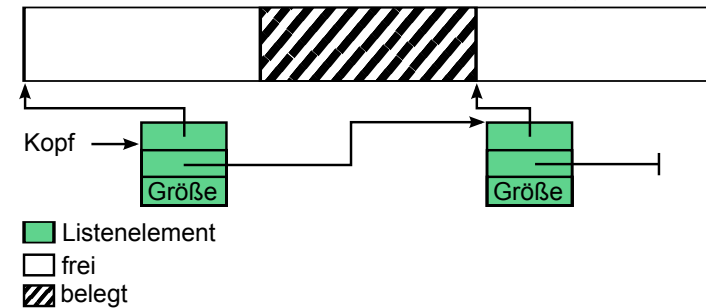 Kopf
Größe
Größe
Listenelement
frei
belegt